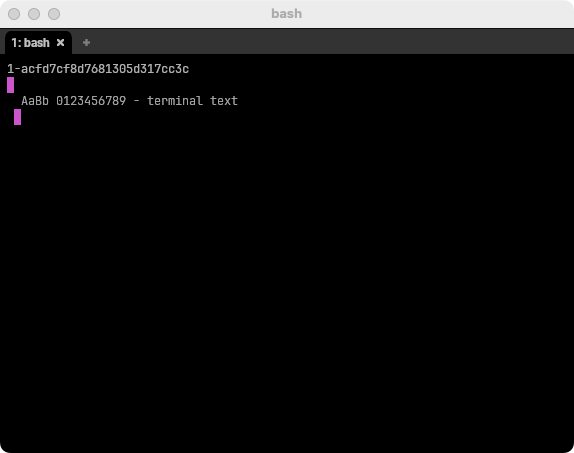 bash
1: bash × +
1-acfd7cf8d7681305d317cc3c
AaBb 0123456789 - terminal text